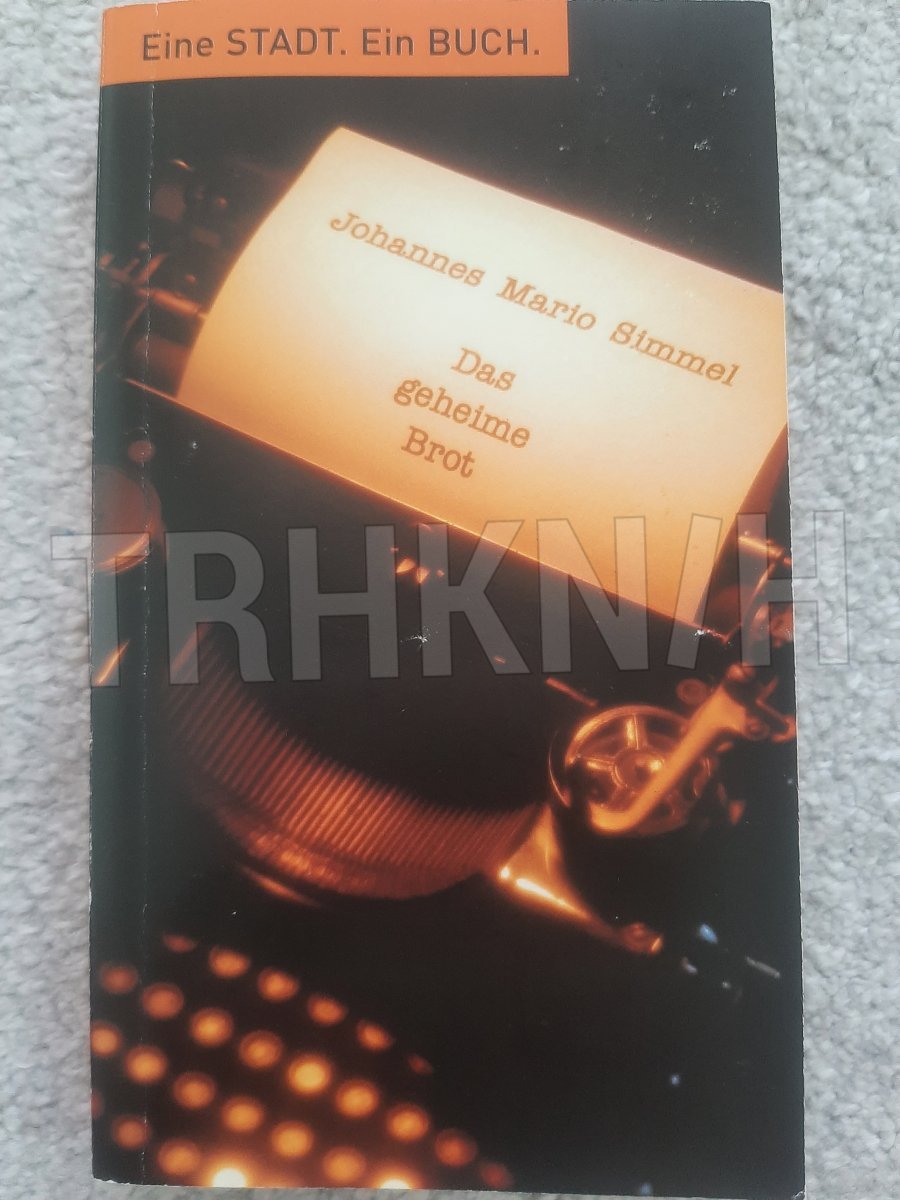 Eine STADT. Ein BUCH.
Johannes Mario Simmel
Das
geheime
Brot
TRHKN/H